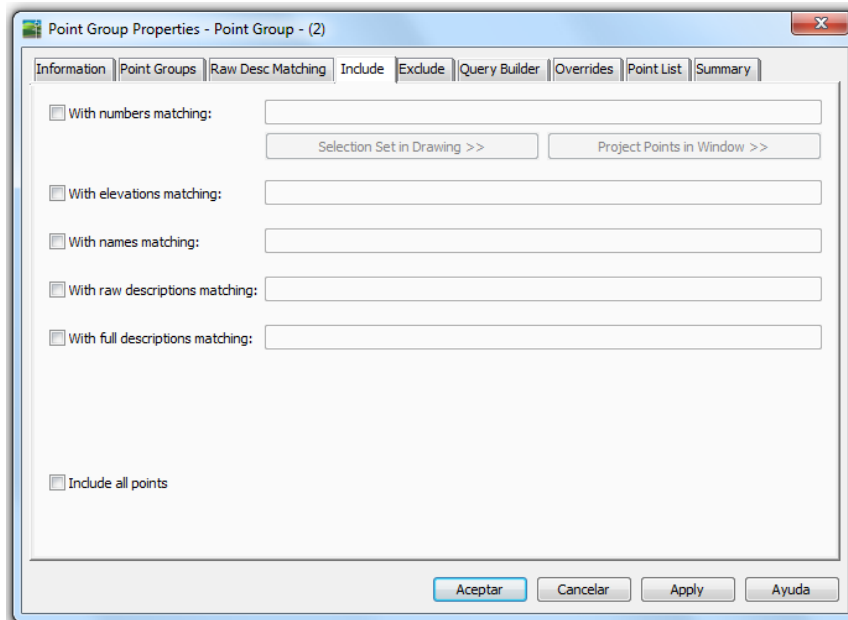 Point Group Properties - Point Group - (2)
Information Point Groups Raw Desc Matching Include Exclude Query Builder Overrides Point List Summary
With numbers matching:
Selection Set in Drawing >> Project Points in Window >>
With elevations matching:
With names matching:
With raw descriptions matching:
With full descriptions matching:
Include all points
Aceptar Cancelar Apply Ayuda